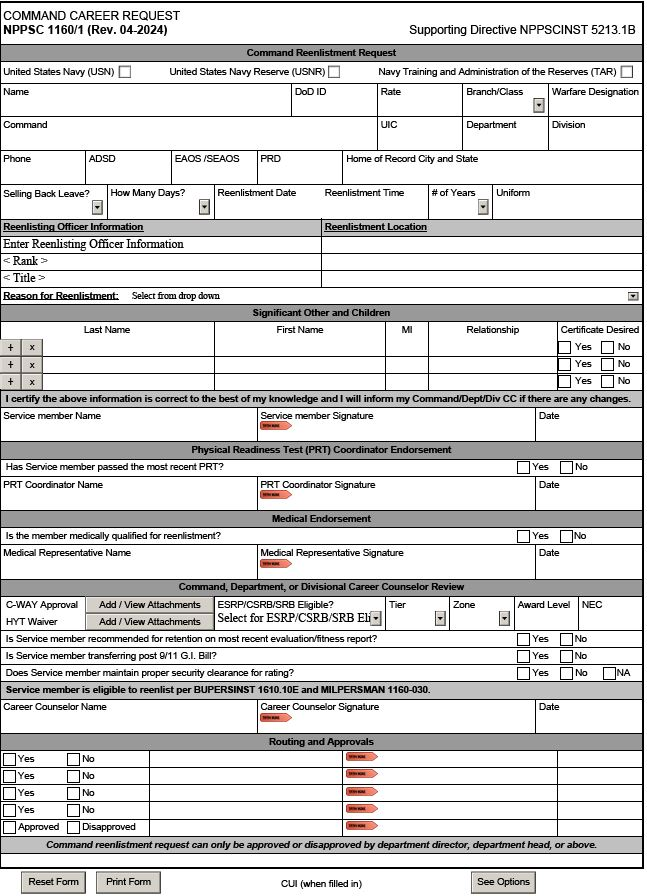 COMMAND CAREER REQUEST
NPPSC 1160/1 (Rev. 04-2024) Supporting Directive NPPSCINST 5213.1B
Command Reenlistment Request
United States Navy (USN) United States Navy Reserve (USNR) Navy Training and Administration of the Reserves (TAR)
Name DoD ID Rate Branch/Class Warfare Designation
Command UIC Department Division
Phone ADSD EAOS /SEAOS PRD Home of Record City and State
Selling Back Leave? How Many Days? Reenlistment Date Reenlistment Time # of Years Uniform
Reenlisting Officer Information Reenlistment Location
Enter Reenlisting Officer Information
< Rank >
< Title >
Reason for Reenlistment: Select from drop down
Significant Other and Children
Last Name First Name MI Relationship Certificate Desired
+ x Yes No
+ x Yes No
+ x Yes No
I certify the above information is correct to the best of my knowledge and I will inform my Command/Dept/Div CC if there are any changes.
Service member Name Service member Signature Date
Physical Readiness Test (PRT) Coordinator Endorsement
Has Service member passed the most recent PRT? Yes No
PRT Coordinator Name PRT Coordinator Signature Date
Medical Endorsement
Is the member medically qualified for reenlistment? Yes No
Medical Representative Name Medical Representative Signature Date
Command, Department, or Divisional Career Counselor Review
C-WAY Approval Add / View Attachments ESRP/CSRB/SRB Eligible? Tier Zone Award Level NEC
HYT Waiver Add / View Attachments Select for ESRP/CSRB/SRB Eli
Is Service member recommended for retention on most recent evaluation/fitness report? Yes No
Is Service member transferring post 9/11 G.I. Bill? Yes No
Does Service member maintain proper security clearance for rating? Yes No NA
Service member is eligible to reenlist per BUPERSINST 1610.10E and MILPERSMAN 1160-030.
Career Counselor Name Career Counselor Signature Date
Routing and Approvals
Yes No
Yes No
Yes No
Yes No
Approved Disapproved
Command reenlistment request can only be approved or disapproved by department director, department head, or above.
Reset Form Print Form CUI (when filled in) See Options